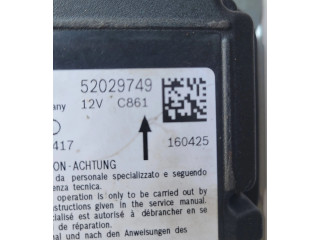 52029749
any 12V C861
417 160425
ON-ACHTUNG
da personale specializzato e seguendo
enza tecnica.
operation is only to be carried out by
nstructions given in the service manual.
cialisé est autorisé à débrancher en se
de réparation.
nal und nach den Anweisungen des